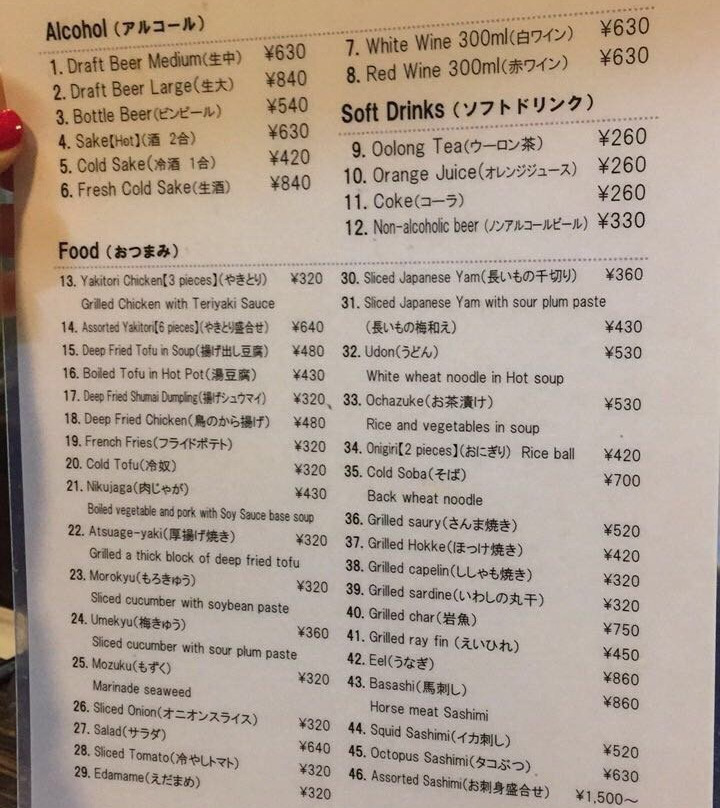 Alcohol (アルコール)
1. Draft Beer Medium(生中) ¥630
2. Draft Beer Large(生大) ¥840
3. Bottle Beer(ビンビール) ¥540
4. Sake【Hot】(酒 2合) ¥630
5. Cold Sake(冷酒 1合) ¥420
6. Fresh Cold Sake(生酒) ¥840
7. White Wine 300ml(白ワイン) ¥630
8. Red Wine 300ml(赤ワイン) ¥630
Soft Drinks (ソフトドリンク)
9. Oolong Tea(ウーロン茶) ¥260
10. Orange Juice(オレンジジュース) ¥260
11. Coke(コーラ) ¥260
12. Non-alcoholic beer (ノンアルコールビール) ¥330
Food (おつまみ)
13. Yakitori Chicken【3 pieces】(やきとり) ¥320
Grilled Chicken with Teriyaki Sauce
14. Assorted Yakitori【6 pieces】(やきとり盛合せ) ¥640
15. Deep Fried Tofu in Soup(揚げ出し豆腐) ¥480
16. Boiled Tofu in Hot Pot(湯豆腐) ¥430
17. Deep Fried Shumai Dumpling(揚げシュウマイ) ¥320
18. Deep Fried Chicken(鳥のから揚げ) ¥480
19. French Fries(フライドポテト) ¥320
20. Cold Tofu(冷奴) ¥320
21. Nikujaga(肉じゃが) ¥430
Boiled vegetable and pork with Soy Sauce base soup
22. Atsuage-yaki(厚揚げ焼き) ¥320
Grilled a thick block of deep fried tofu
23. Morokyu(もろきゅう) ¥320
Sliced cucumber with soybean paste
24. Umekyu(梅きゅう) ¥360
Sliced cucumber with sour plum paste
25. Mozuku(もずく) ¥320
Marinade seaweed
26. Sliced Onion(オニオンスライス) ¥320
27. Salad(サラダ) ¥640
28. Sliced Tomato(冷やしトマト) ¥320
29. Edamame(えだまめ) ¥320
30. Sliced Japanese Yam(長いもの千切り) ¥360
31. Sliced Japanese Yam with sour plum paste
(長いもの梅和え) ¥430
32. Udon(うどん) ¥530
White wheat noodle in Hot soup
33. Ochazuke(お茶漬け) ¥530
Rice and vegetables in soup
34. Onigiri【2 pieces】(おにぎり) Rice ball ¥420
35. Cold Soba(そば) ¥700
Back wheat noodle
36. Grilled saury(さんま焼き) ¥520
37. Grilled Hokke(ほっけ焼き) ¥420
38. Grilled capelin(ししゃも焼き) ¥320
39. Grilled sardine(いわしの丸干) ¥320
40. Grilled char(岩魚) ¥750
41. Grilled ray fin (えいひれ) ¥450
42. Eel(うなぎ) ¥860
43. Basashi(馬刺し) ¥860
Horse meat Sashimi
44. Squid Sashimi(イカ刺し) ¥520
45. Octopus Sashimi(タコぶつ) ¥630
46. Assorted Sashimi(お刺身盛合せ) ¥1,500～